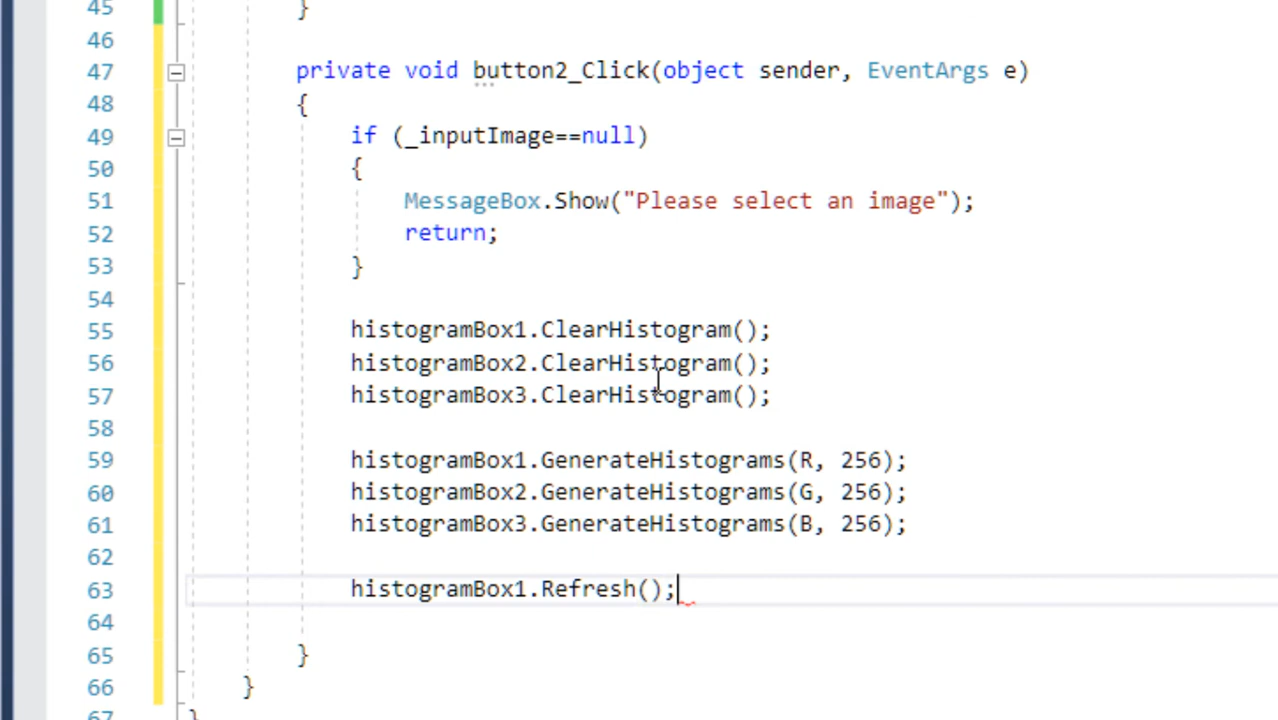 45 }
46
47 private void button2_Click(object sender, EventArgs e)
48 {
49 if (_inputImage==null)
50 {
51 MessageBox.Show("Please select an image");
52 return;
53 }
54
55 histogramBox1.ClearHistogram();
56 histogramBox2.ClearHistogram();
57 histogramBox3.ClearHistogram();
58
59 histogramBox1.GenerateHistograms(R, 256);
60 histogramBox2.GenerateHistograms(G, 256);
61 histogramBox3.GenerateHistograms(B, 256);
62
63 histogramBox1.Refresh();
64
65 }
66 }
67 }